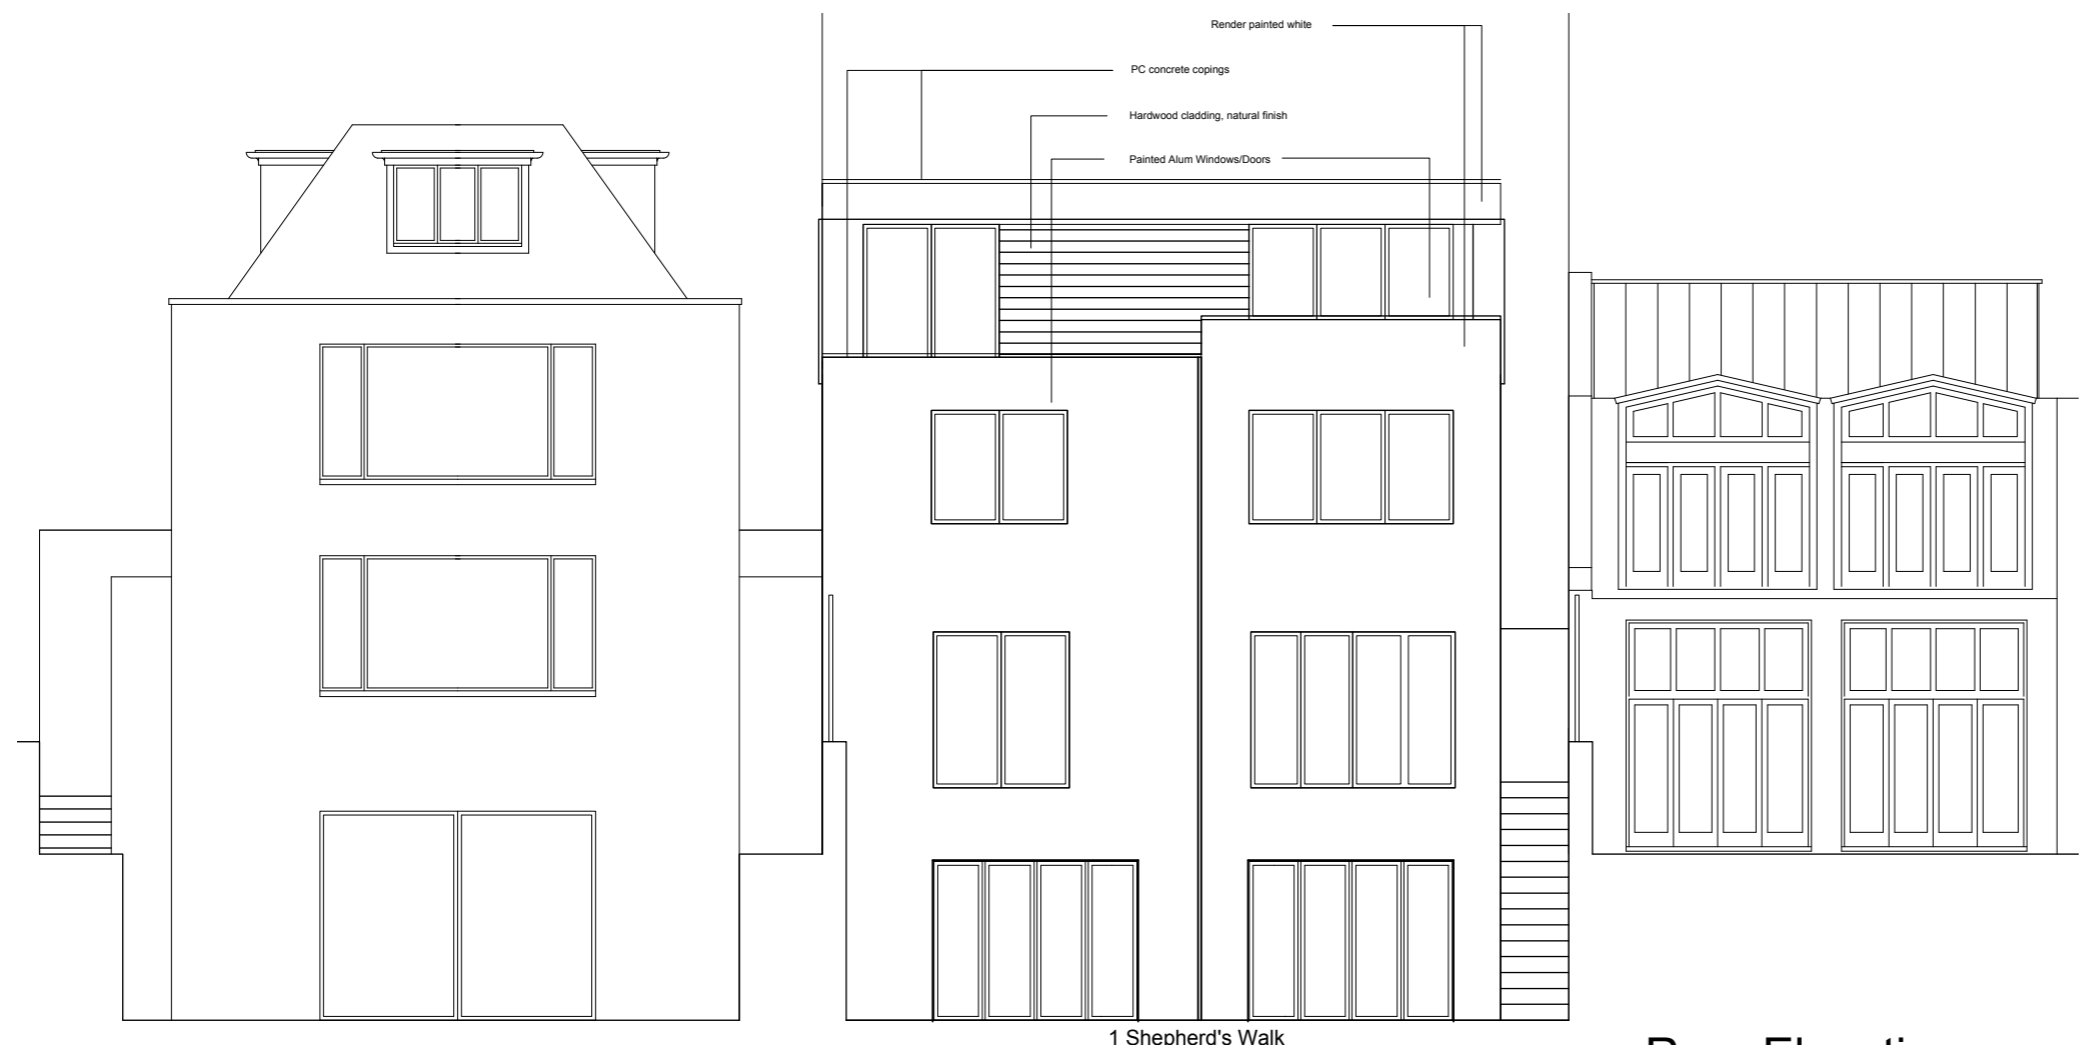 Render painted white
PC concrete copings
Hardwood cladding, natural finish
Painted Alum Windows/Doors
1 Shepherd's Walk